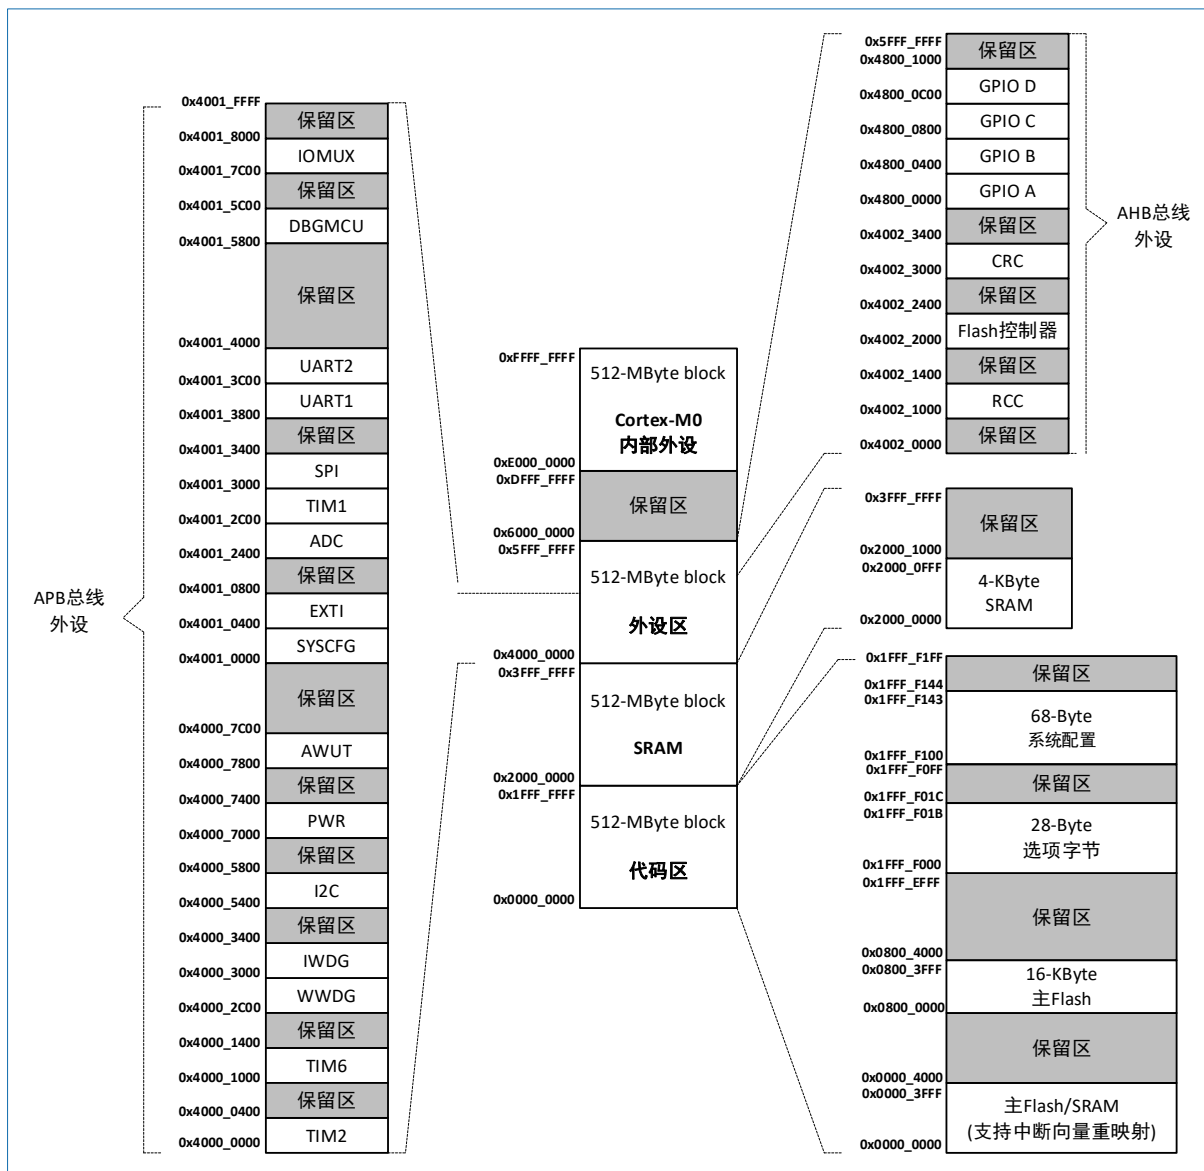 APB总线
外设
0x4001_FFFF
保留区
0x4001_8000
IOMUX
0x4001_7C00
保留区
0x4001_5C00
DBGMCU
0x4001_5800
保留区
0x4001_4000
UART2
0x4001_3C00
UART1
0x4001_3800
保留区
0x4001_3400
SPI
0x4001_3000
TIM1
0x4001_2C00
ADC
0x4001_2400
保留区
0x4001_0800
EXTI
0x4001_0400
SYSCFG
0x4001_0000
保留区
0x4000_7C00
AWUT
0x4000_7800
保留区
0x4000_7400
PWR
0x4000_7000
保留区
0x4000_5800
I2C
0x4000_5400
保留区
0x4000_3400
IWDG
0x4000_3000
WWDG
0x4000_2C00
保留区
0x4000_1400
TIM6
0x4000_1000
保留区
0x4000_0400
TIM2
0x4000_0000
0xFFFF_FFFF
512-MByte block
Cortex-M0
内部外设
0xE000_0000
0xDFFF_FFFF
保留区
0x6000_0000
0x5FFF_FFFF
512-MByte block
外设区
0x4000_0000
0x3FFF_FFFF
512-MByte block
SRAM
0x2000_0000
0x1FFF_FFFF
512-MByte block
代码区
0x0000_0000
0x5FFF_FFFF
保留区
0x4800_1000
GPIO D
0x4800_0C00
GPIO C
0x4800_0800
GPIO B
0x4800_0400
GPIO A
0x4800_0000
保留区
0x4002_3400
CRC
0x4002_3000
保留区
0x4002_2400
Flash控制器
0x4002_2000
保留区
0x4002_1400
RCC
0x4002_1000
保留区
0x4002_0000
AHB总线
外设
0x3FFF_FFFF
保留区
0x2000_1000
0x2000_0FFF
4-KByte
SRAM
0x2000_0000
0x1FFF_F1FF
保留区
0x1FFF_F144
0x1FFF_F143
68-Byte
系统配置
0x1FFF_F100
0x1FFF_F0FF
保留区
0x1FFF_F01C
0x1FFF_F01B
28-Byte
选项字节
0x1FFF_F000
0x1FFF_EFFF
保留区
0x0800_4000
0x0800_3FFF
16-KByte
主Flash
0x0800_0000
保留区
0x0000_4000
0x0000_3FFF
主Flash/SRAM
(支持中断向量重映射)
0x0000_0000